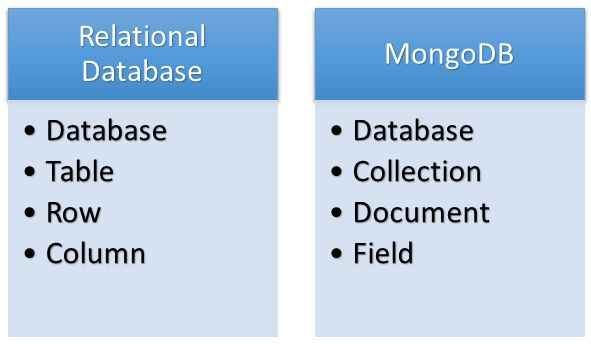 Relational
Database
• Database
• Table
• Row
• Column
MongoDB
• Database
• Collection
• Document
• Field